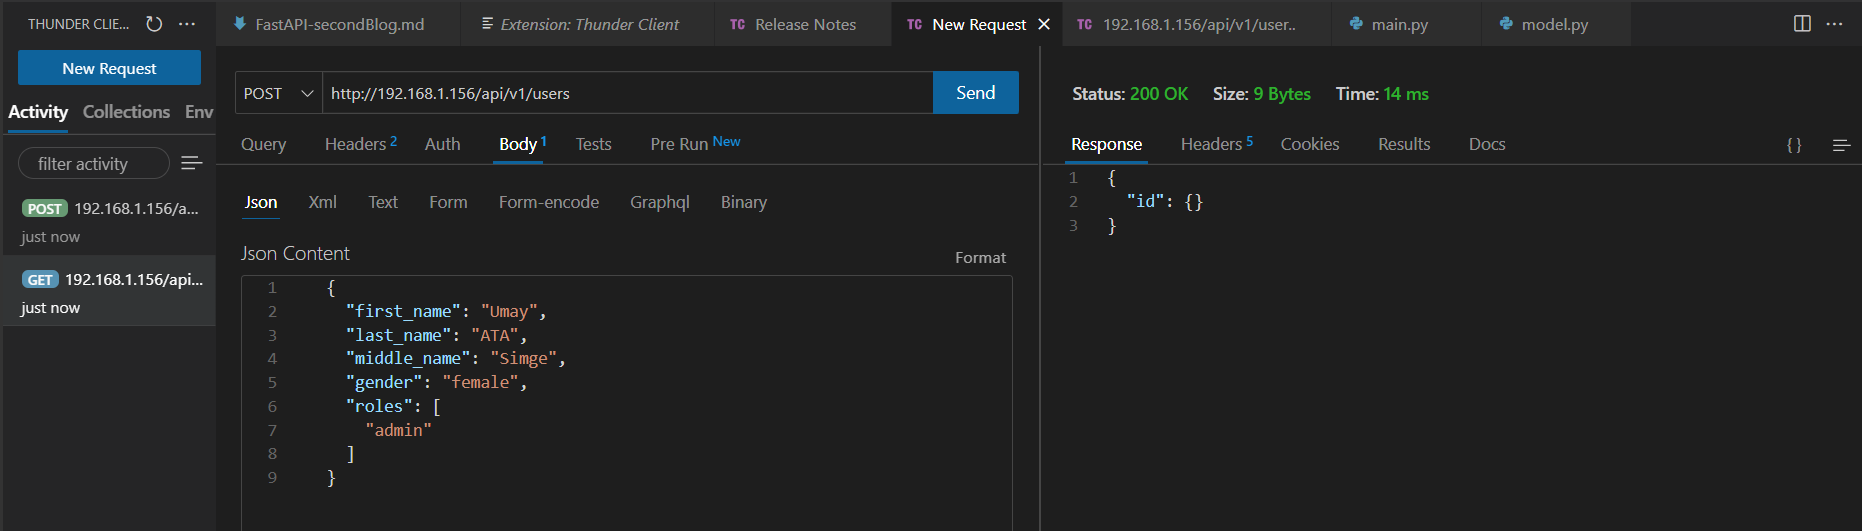 THUNDER CLIE...
FastAPI-secondBlog.md
Extension: Thunder Client
TC Release Notes
TC New Request
TC 192.168.1.156/api/v1/user..
main.py
model.py
New Request
Activity Collections Env
filter activity
POST 192.168.1.156/a...
just now
GET 192.168.1.156/api...
just now
POST http://192.168.1.156/api/v1/users Send
Query Headers 2 Auth Body 1 Tests Pre Run New
Json Xml Text Form Form-encode Graphql Binary
Json Content
Format
1 {
2 "first_name": "Umay",
3 "last_name": "ATA",
4 "middle_name": "Simge",
5 "gender": "female",
6 "roles": [
7 "admin"
8 ]
9 }
Status: 200 OK Size: 9 Bytes Time: 14 ms
Response Headers 5 Cookies Results Docs { }
1 {
2 "id": {}
3 }